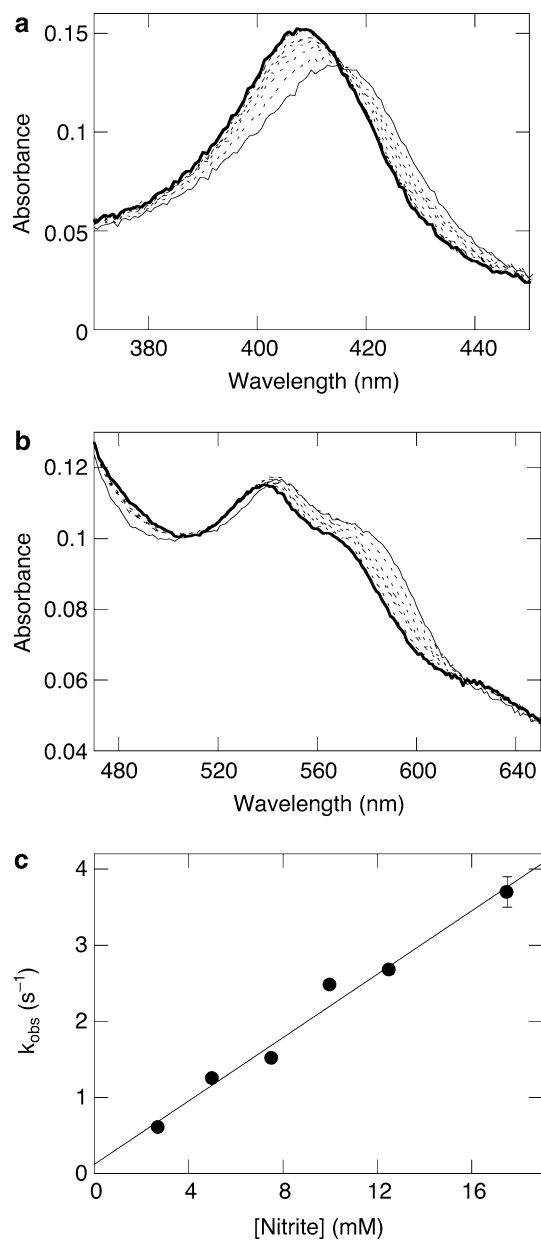 a
0.15
0.1
0.05
0
Absorbance
380 400 420 440
Wavelength (nm)
b
0.12
0.1
0.08
0.06
0.04
Absorbance
480 520 560 600 640
Wavelength (nm)
c
4
3
2
1
0
k_obs (s⁻¹)
0 4 8 12 16
[Nitrite] (mM)